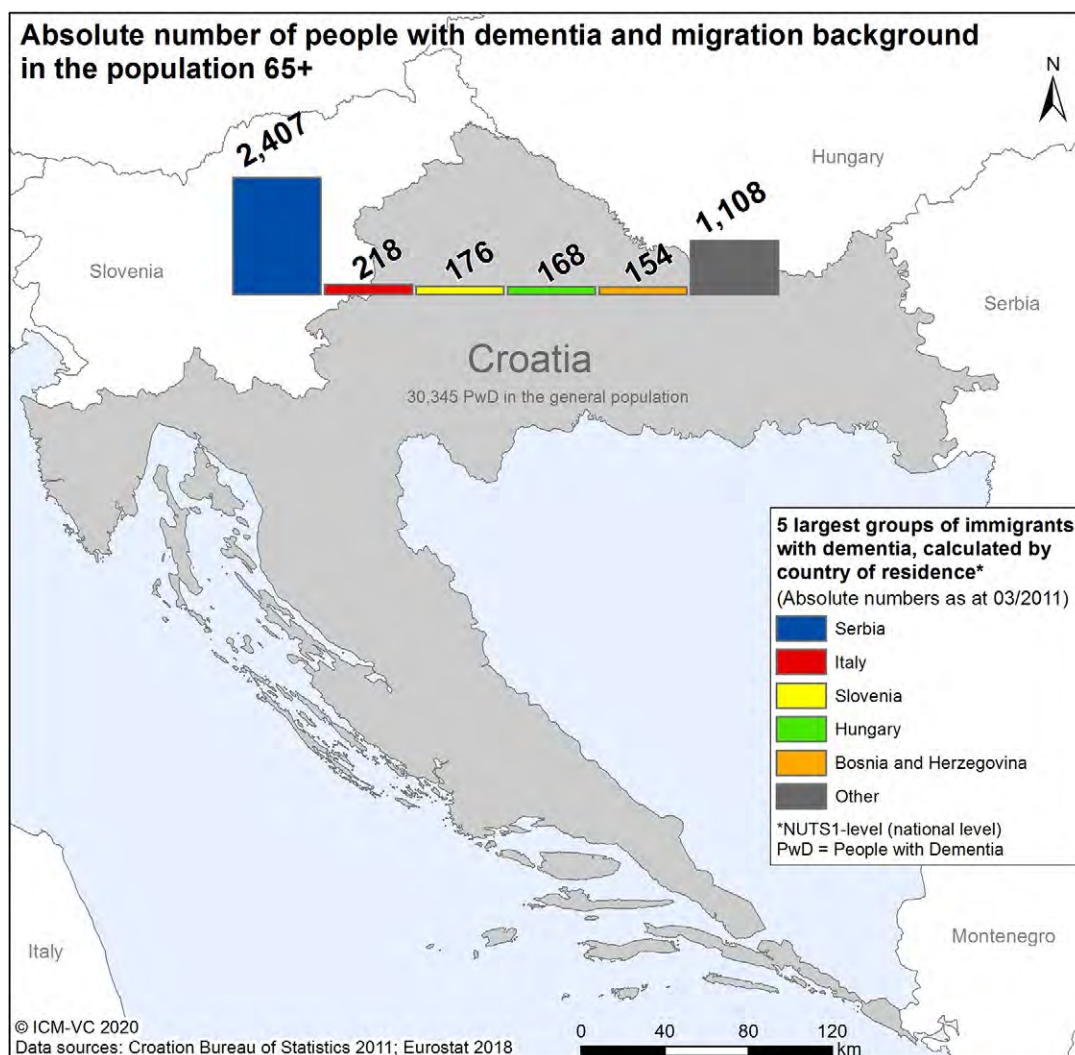 Absolute number of people with dementia and migration background
in the population 65+
N
Hungary
2,407
1,108
218
176
168
154
Slovenia
Serbia
Croatia
30,345 PwD in the general population
5 largest groups of immigrants
with dementia, calculated by
country of residence*
(Absolute numbers as at 03/2011)
Serbia
Italy
Slovenia
Hungary
Bosnia and Herzegovina
Other
*NUTS1-level (national level)
PwD = People with Dementia
Italy
Montenegro
© ICM-VC 2020
Data sources: Croation Bureau of Statistics 2011; Eurostat 2018
0 40 80 120
km